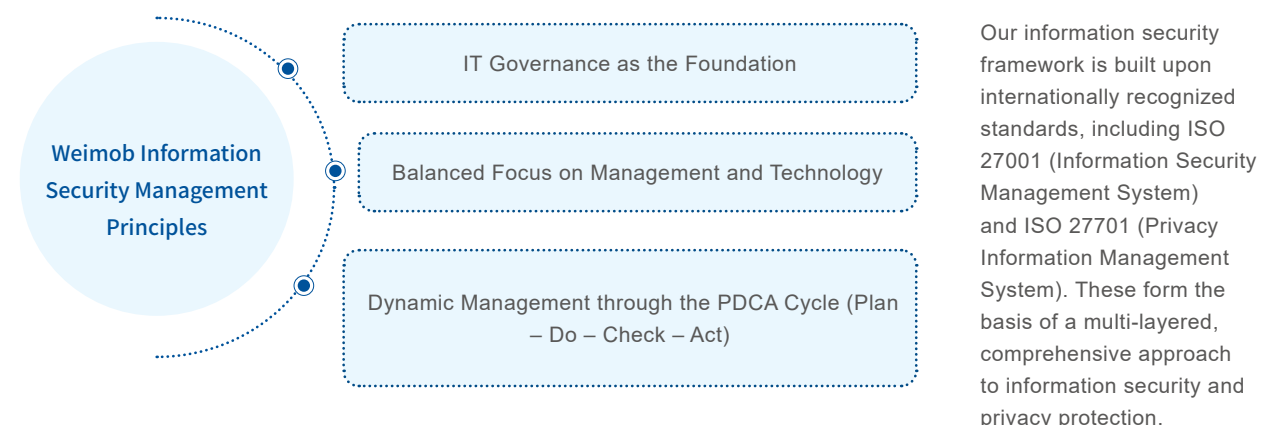 Weimob Information
Security Management
Principles
IT Governance as the Foundation
Balanced Focus on Management and Technology
Dynamic Management through the PDCA Cycle (Plan
– Do – Check – Act)
Our information security
framework is built upon
internationally recognized
standards, including ISO
27001 (Information Security
Management System)
and ISO 27701 (Privacy
Information Management
System). These form the
basis of a multi-layered,
comprehensive approach
to information security and
privacy protection.